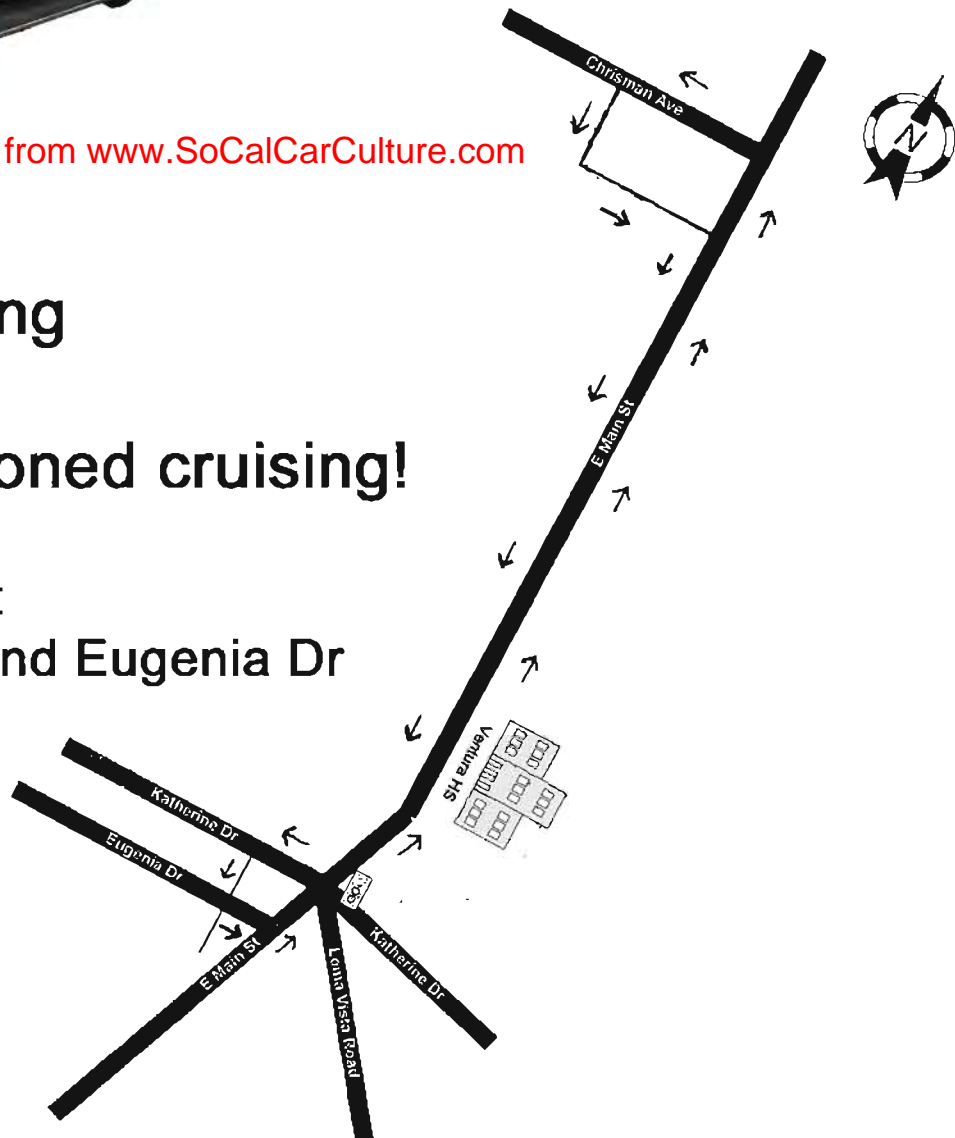 from www.SoCalCarCulture.com
Chrisman Ave
N
ng
E Main St
oned cruising!
nd Eugenia Dr
Ventura HS
Katherine Dr
Eugenia Dr
E Main St
Katherine Dr
Loma Vista Road